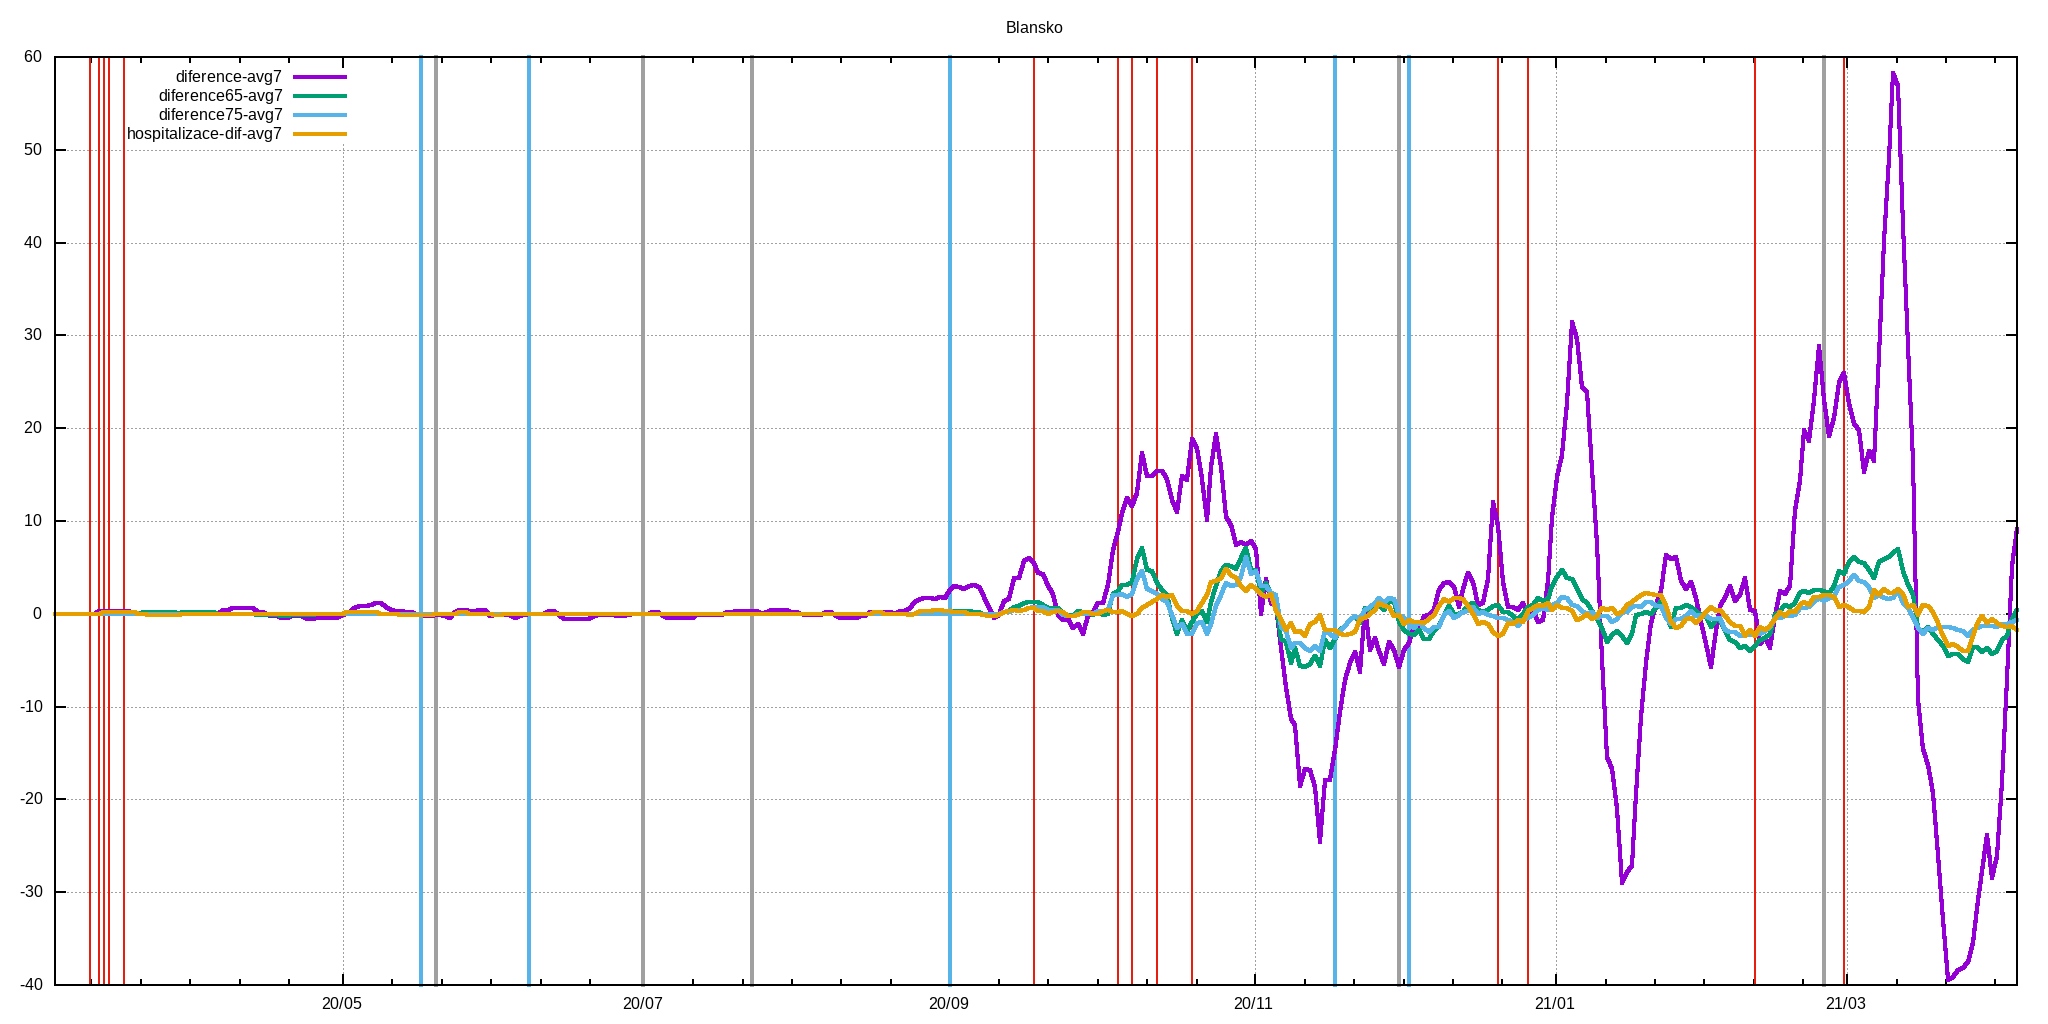 Blansko
60
diference-avg7
diference65-avg7
diference75-avg7
hospitalizace-dif-avg7
50
40
30
20
10
0
-10
-20
-30
-40
20/05 20/07 20/09 20/11 21/01 21/03